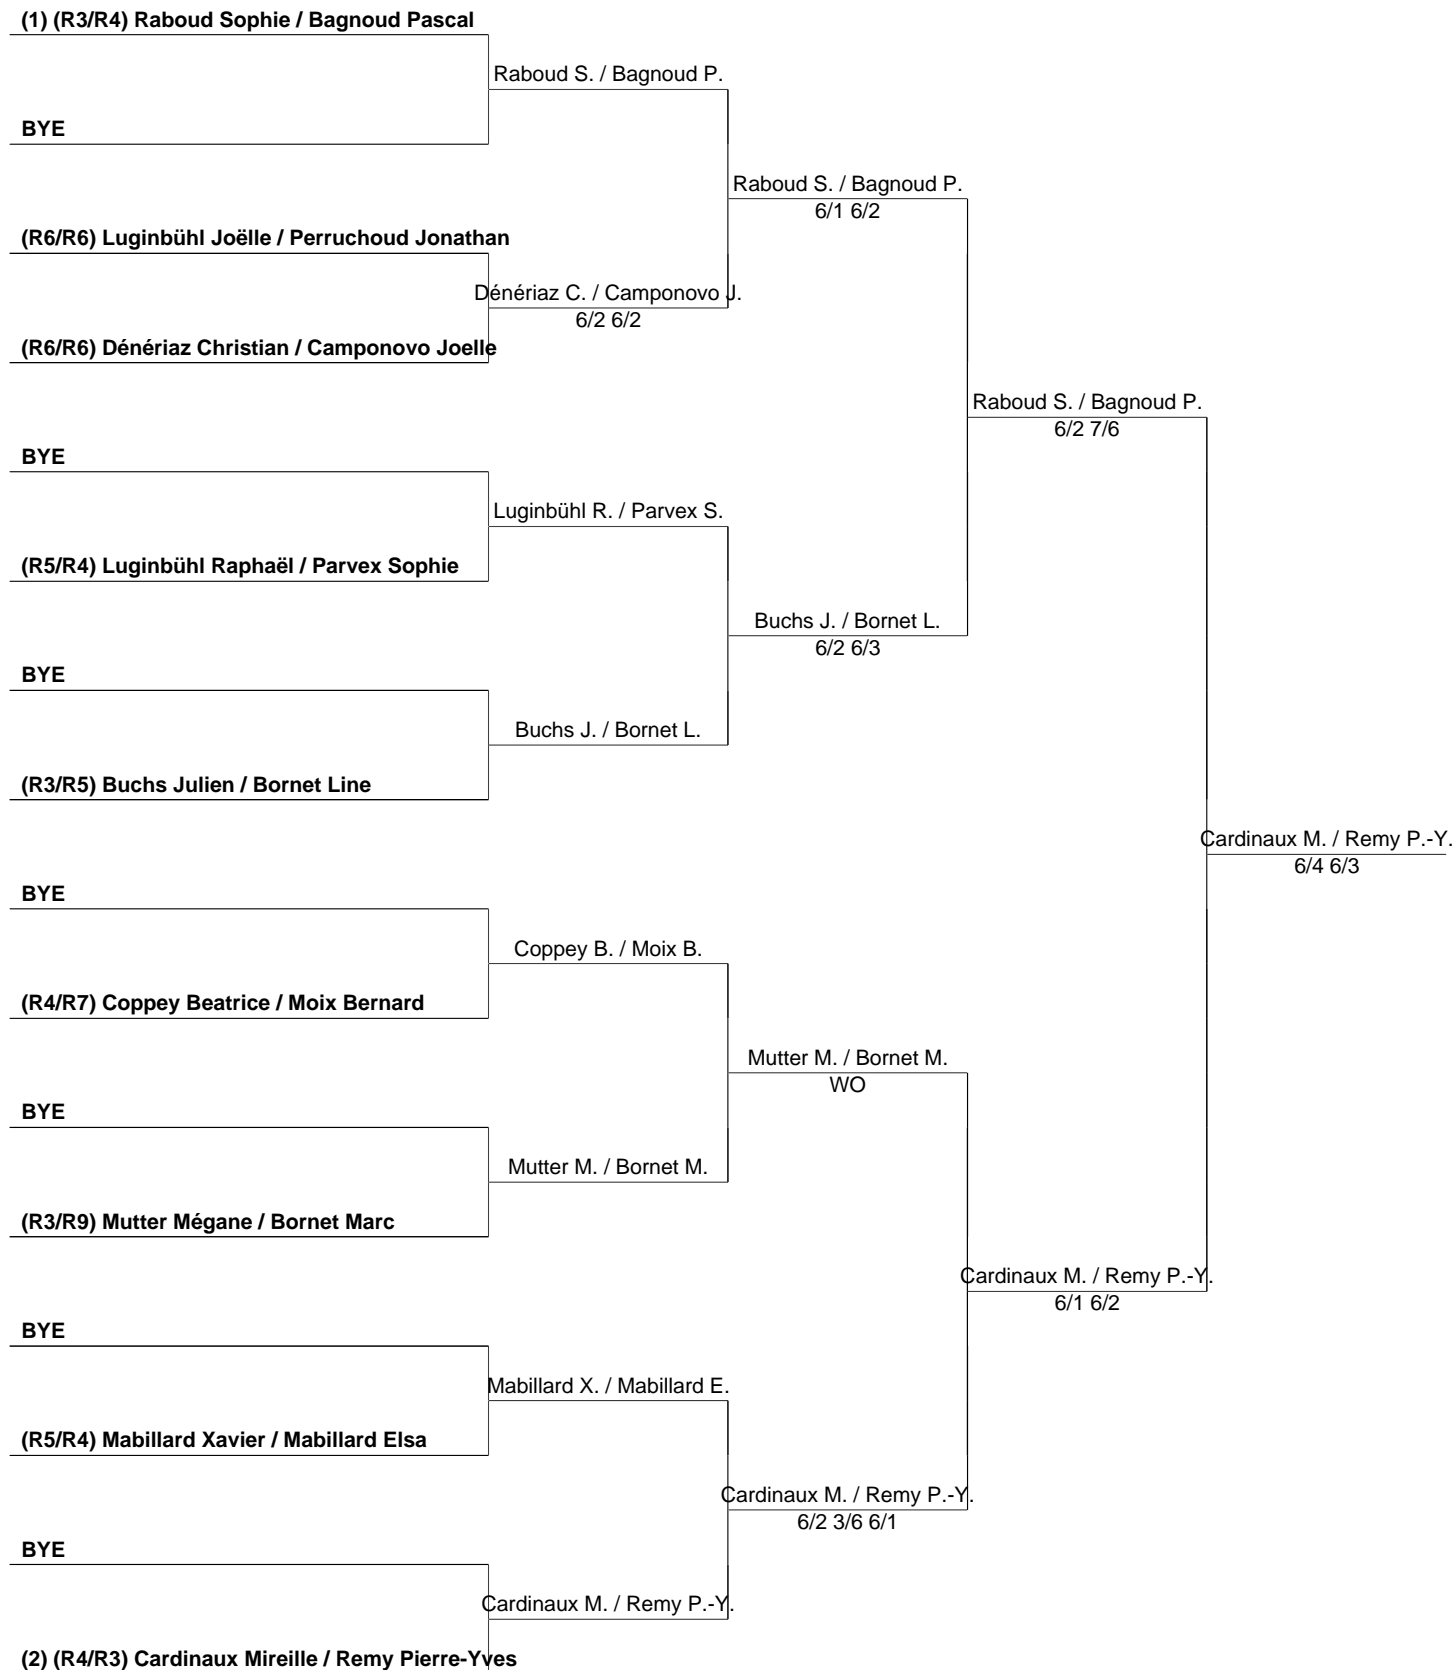 (1) (R3/R4) Raboud Sophie / Bagnoud Pascal
Raboud S. / Bagnoud P.
BYE
Raboud S. / Bagnoud P.
6/1 6/2
(R6/R6) Luginbühl Joëlle / Perruchoud Jonathan
Dénériaz C. / Camponovo J.
6/2 6/2
(R6/R6) Dénériaz Christian / Camponovo Joelle
Raboud S. / Bagnoud P.
6/2 7/6
BYE
Luginbühl R. / Parvex S.
(R5/R4) Luginbühl Raphaël / Parvex Sophie
Buchs J. / Bornet L.
6/2 6/3
BYE
Buchs J. / Bornet L.
(R3/R5) Buchs Julien / Bornet Line
Cardinaux M. / Remy P.-Y.
6/4 6/3
BYE
Coppey B. / Moix B.
(R4/R7) Coppey Beatrice / Moix Bernard
Mutter M. / Bornet M.
WO
BYE
Mutter M. / Bornet M.
(R3/R9) Mutter Mégane / Bornet Marc
Cardinaux M. / Remy P.-Y.
6/1 6/2
BYE
Mabillard X. / Mabillard E.
(R5/R4) Mabillard Xavier / Mabillard Elsa
Cardinaux M. / Remy P.-Y.
6/2 3/6 6/1
BYE
Cardinaux M. / Remy P.-Y.
(2) (R4/R3) Cardinaux Mireille / Remy Pierre-Yves